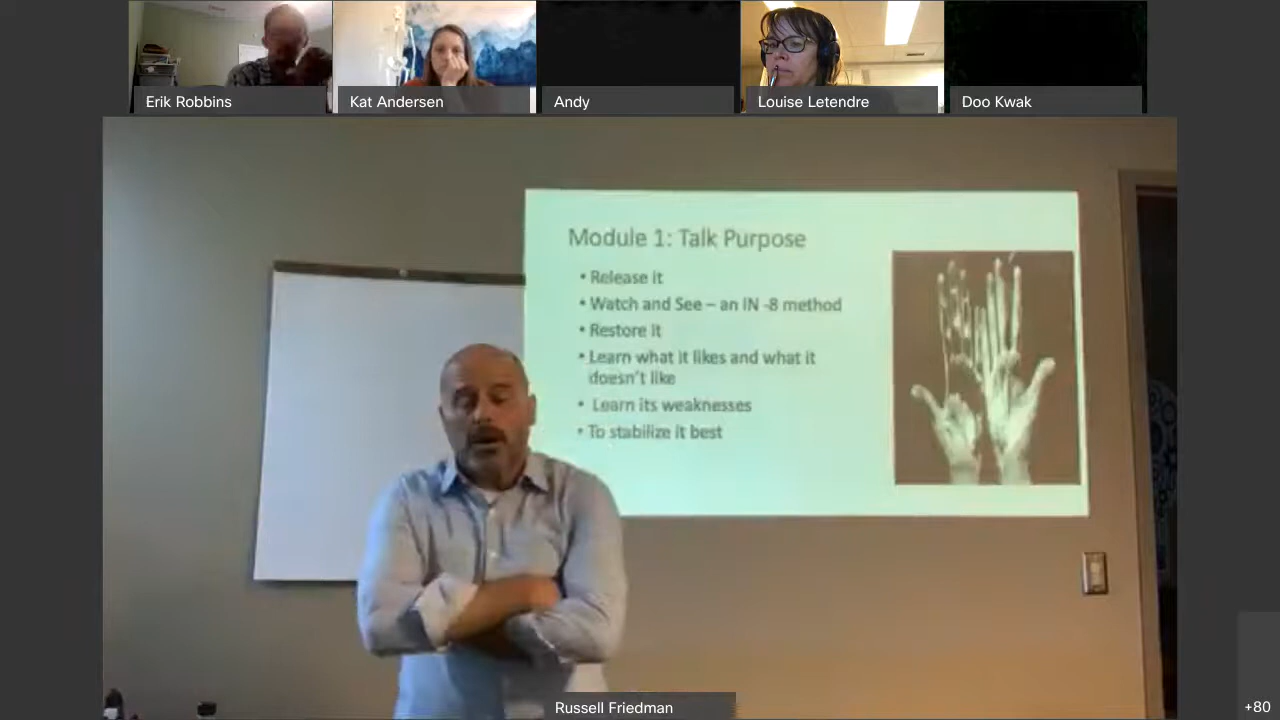 Erik Robbins
Kat Andersen
Andy
Louise Letendre
Doo Kwak
Module 1: Talk Purpose
• Release it
• Watch and See – an IN -8 method
• Restore it
• Learn what it likes and what it
doesn't like
• Learn its weaknesses
• To stabilize it best
Russell Friedman
+80